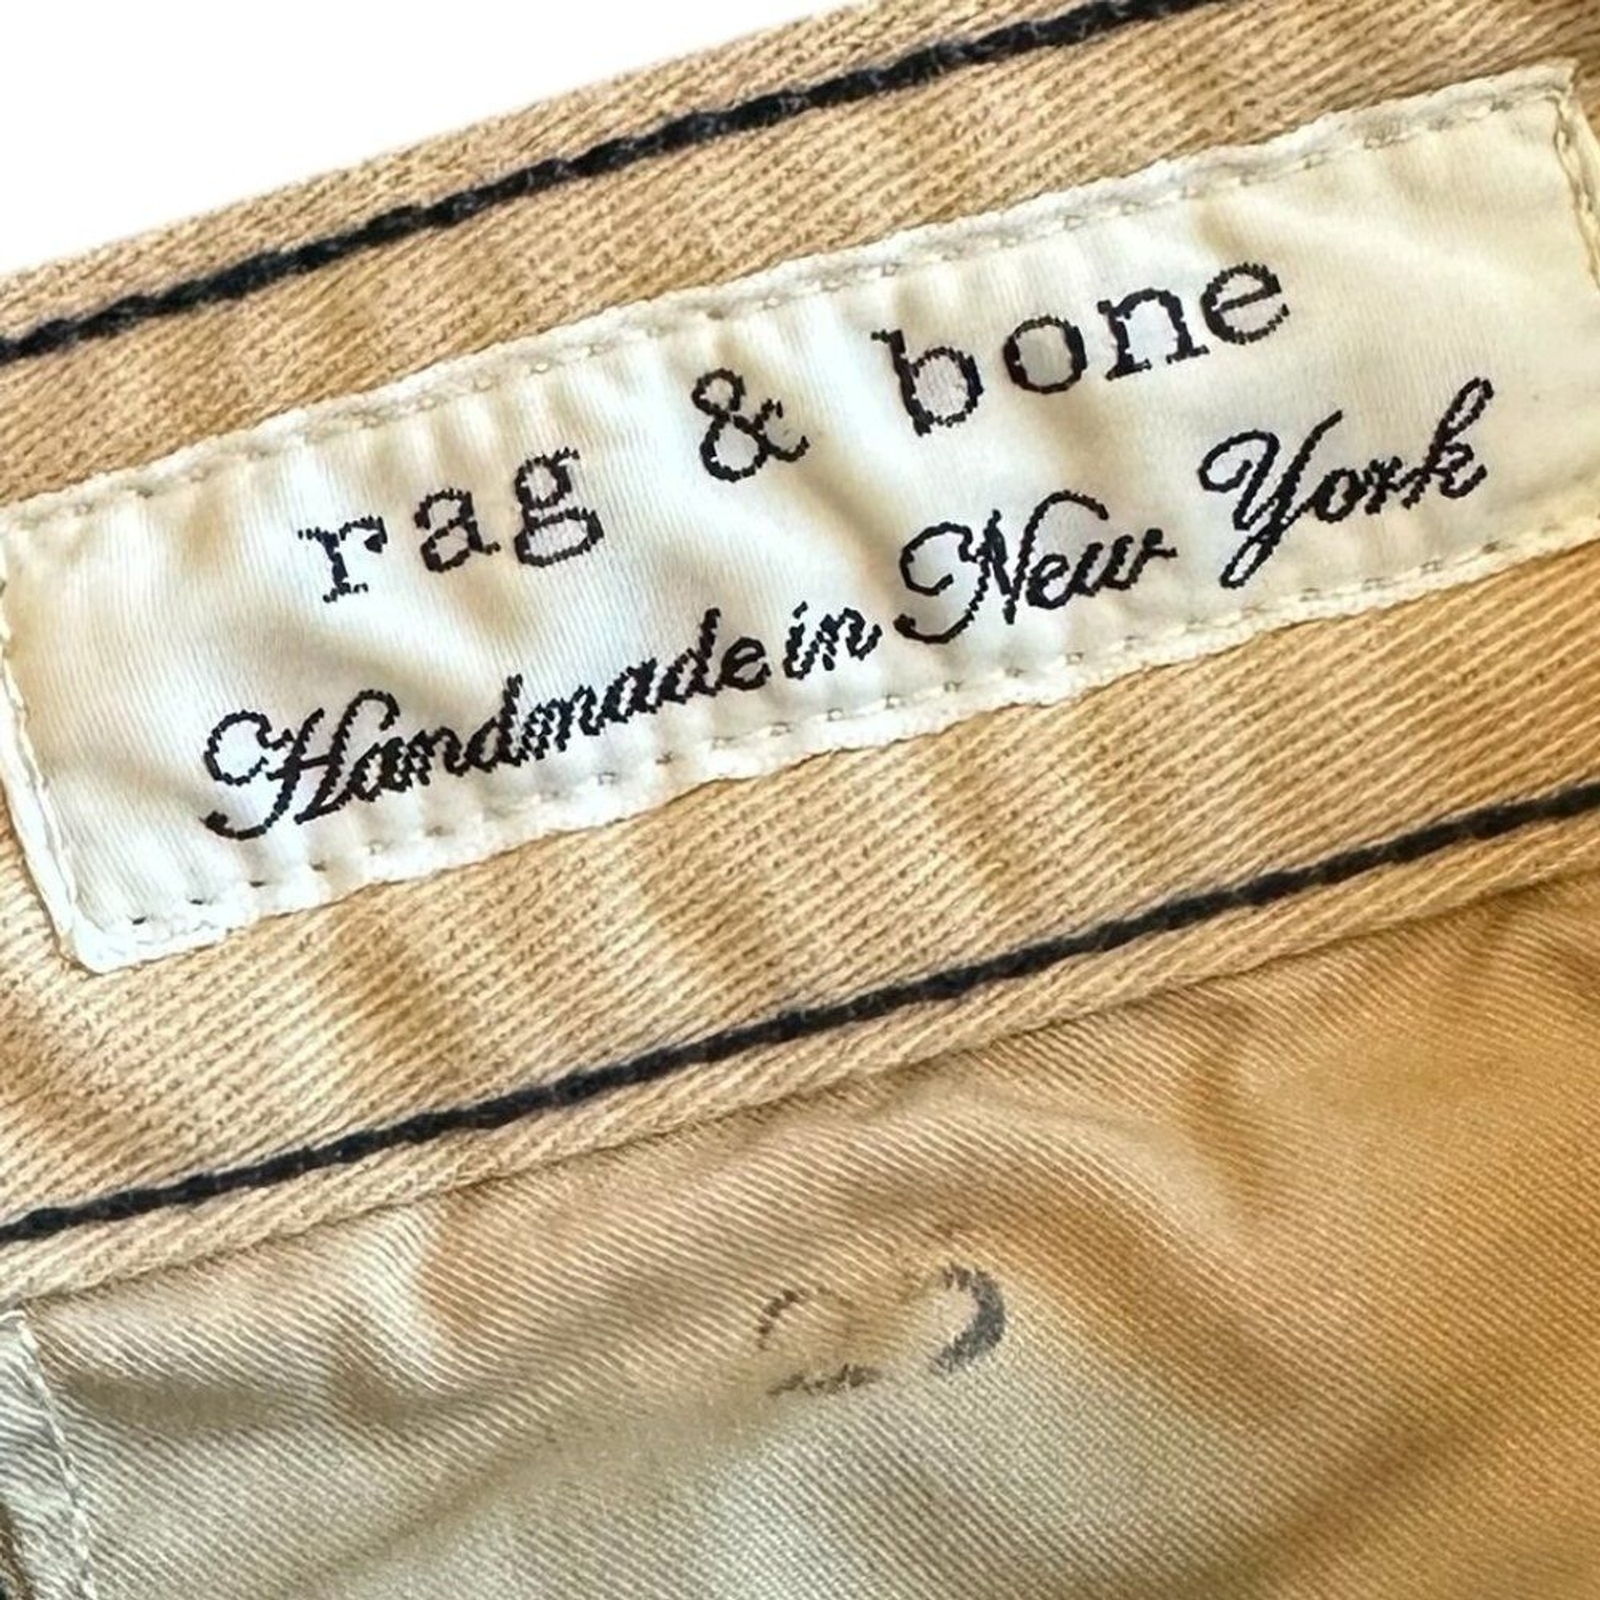 rag & bone
Handmade in New York